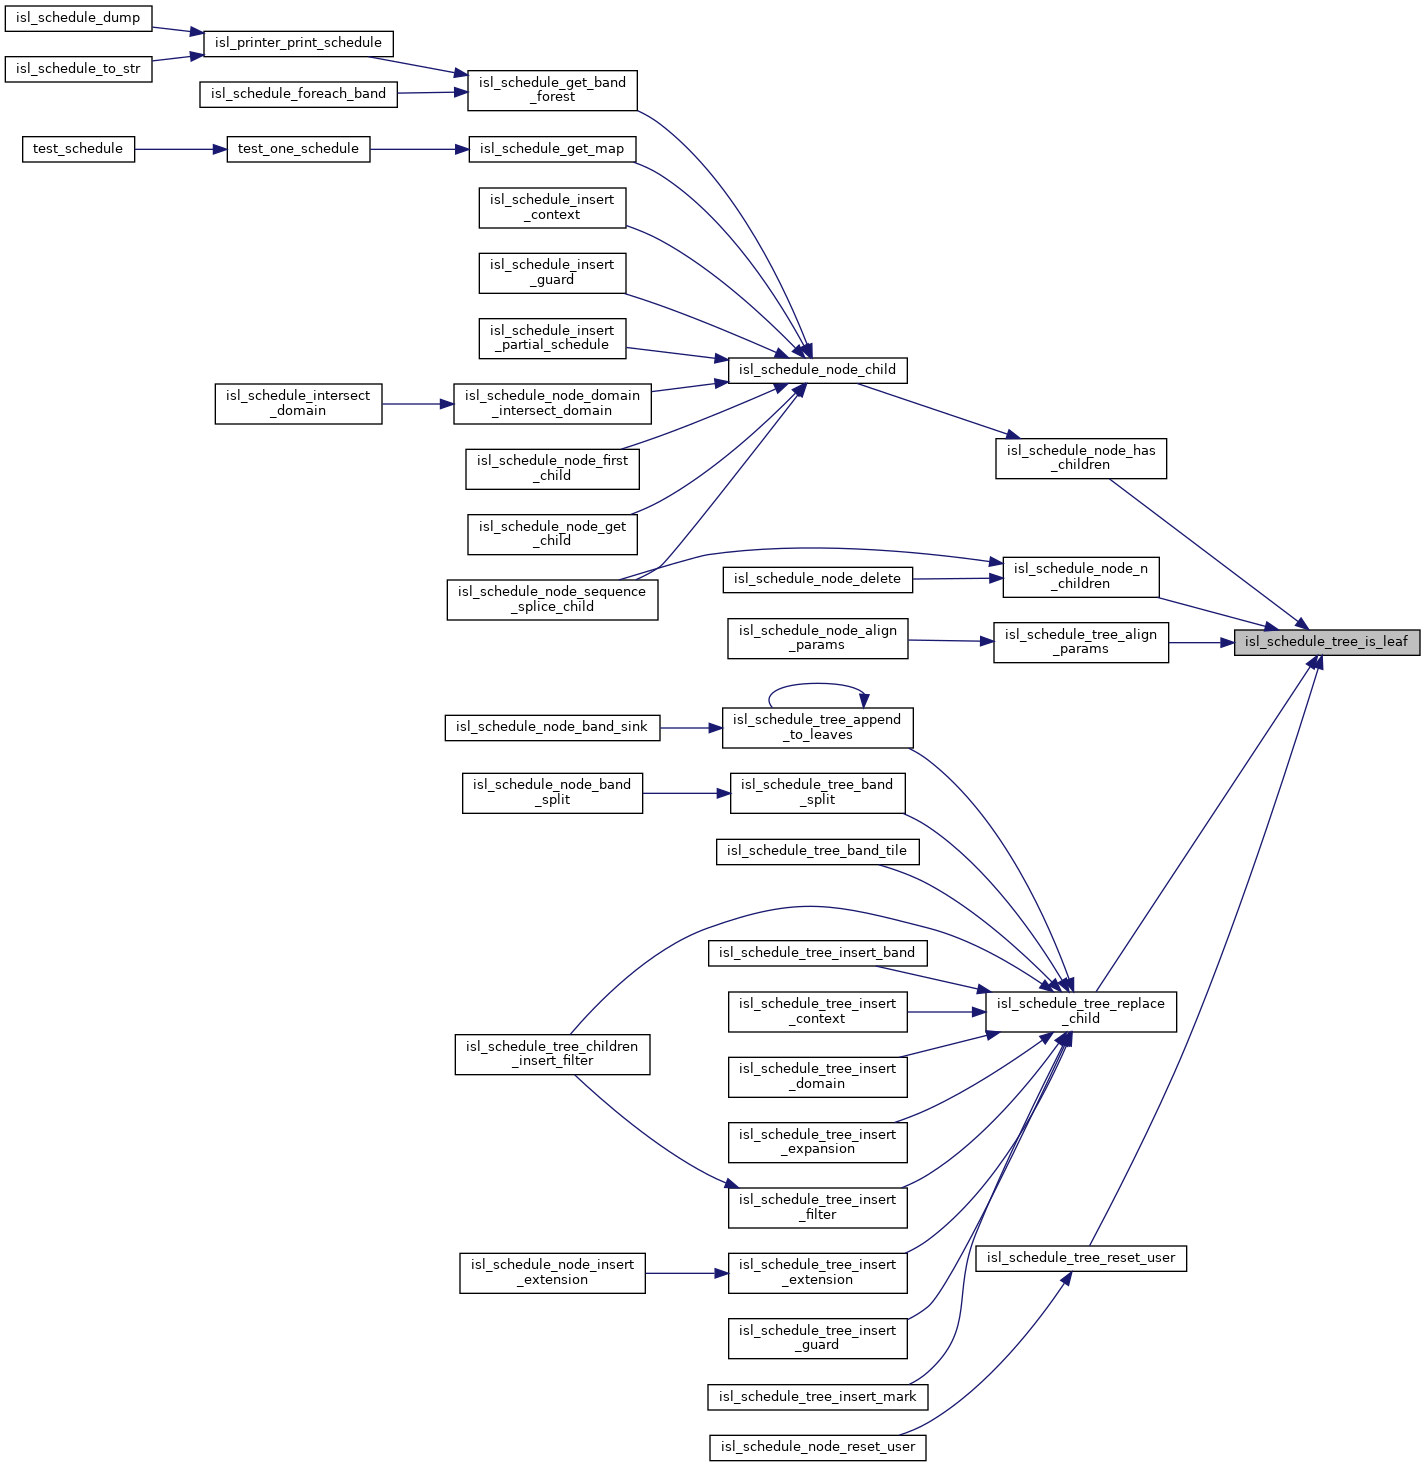 isl_schedule_dump
isl_printer_print_schedule
isl_schedule_to_str
isl_schedule_get_band
_forest
isl_schedule_foreach_band
test_schedule
test_one_schedule
isl_schedule_get_map
isl_schedule_insert
_context
isl_schedule_insert
_guard
isl_schedule_insert
_partial_schedule
isl_schedule_node_child
isl_schedule_intersect
_domain
isl_schedule_node_domain
_intersect_domain
isl_schedule_node_has
_children
isl_schedule_node_first
_child
isl_schedule_node_get
_child
isl_schedule_node_sequence
_splice_child
isl_schedule_node_delete
isl_schedule_node_n
_children
isl_schedule_node_align
_params
isl_schedule_tree_align
_params
isl_schedule_tree_is_leaf
isl_schedule_node_band_sink
isl_schedule_tree_append
_to_leaves
isl_schedule_node_band
_split
isl_schedule_tree_band
_split
isl_schedule_tree_band_tile
isl_schedule_tree_insert_band
isl_schedule_tree_insert
_context
isl_schedule_tree_replace
_child
isl_schedule_tree_children
_insert_filter
isl_schedule_tree_insert
_domain
isl_schedule_tree_insert
_expansion
isl_schedule_tree_insert
_filter
isl_schedule_node_insert
_extension
isl_schedule_tree_insert
_extension
isl_schedule_tree_reset_user
isl_schedule_tree_insert
_guard
isl_schedule_tree_insert_mark
isl_schedule_node_reset_user